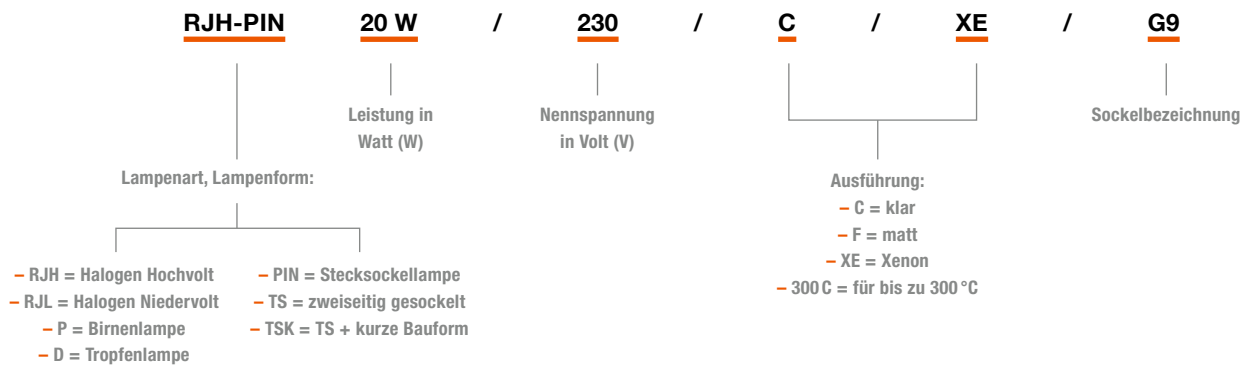 RJH-PIN 20 W / 230 / C / XE / G9
Leistung in
Watt (W)
Nennspannung
in Volt (V)
Sockelbezeichnung
Lampenart, Lampenform:
– RJH = Halogen Hochvolt
– RJL = Halogen Niedervolt
– P = Birnenlampe
– D = Tropfenlampe
– PIN = Stecksockellampe
– TS = zweiseitig gesockelt
– TSK = TS + kurze Bauform
Ausführung:
– C = klar
– F = matt
– XE = Xenon
– 300 C = für bis zu 300 °C